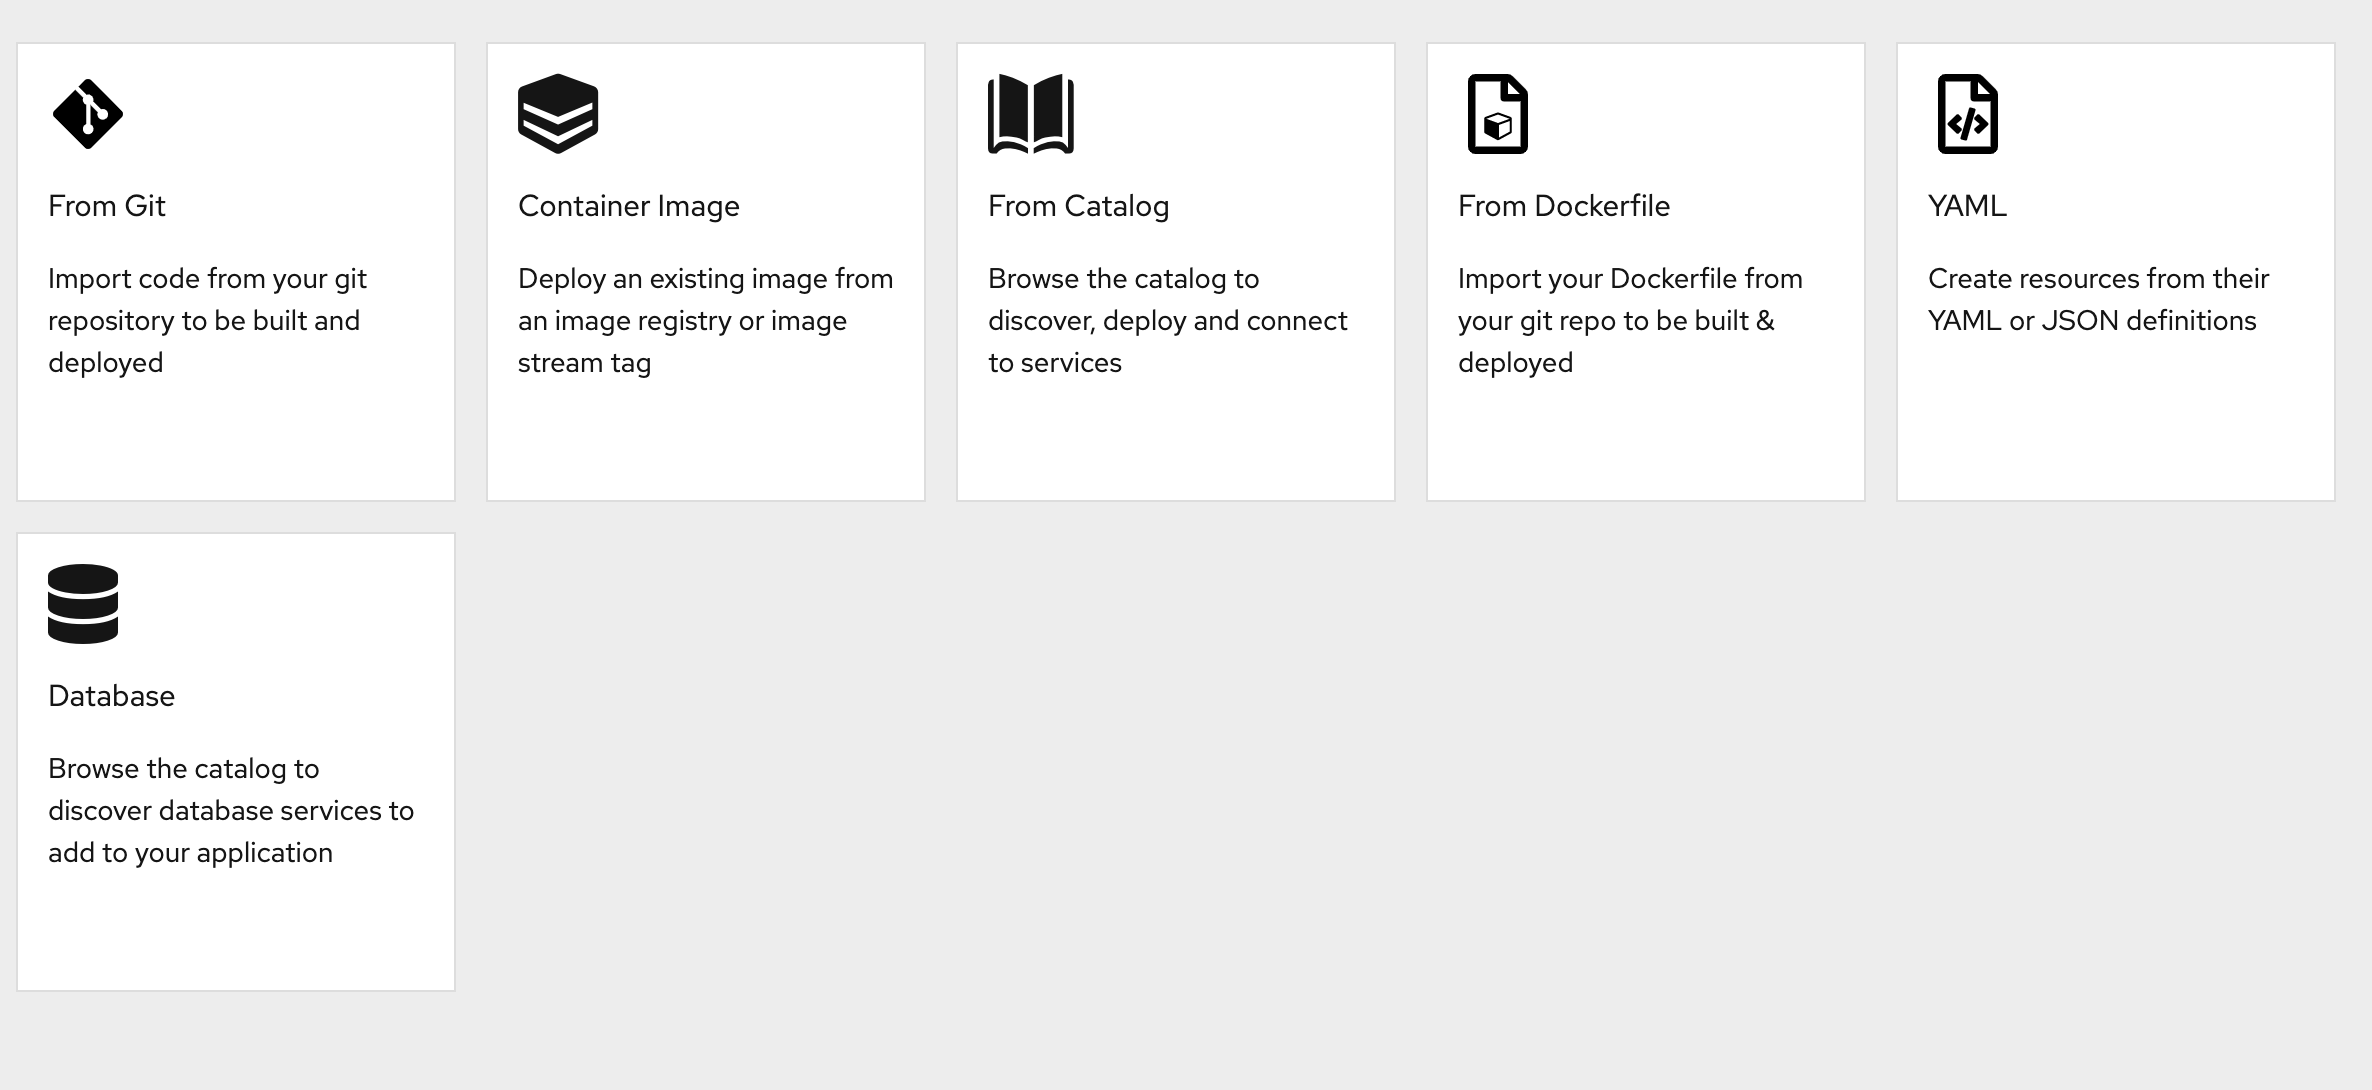 From Git
Import code from your git
repository to be built and
deployed
Container Image
Deploy an existing image from
an image registry or image
stream tag
From Catalog
Browse the catalog to
discover, deploy and connect
to services
From Dockerfile
Import your Dockerfile from
your git repo to be built &
deployed
YAML
Create resources from their
YAML or JSON definitions
Database
Browse the catalog to
discover database services to
add to your application